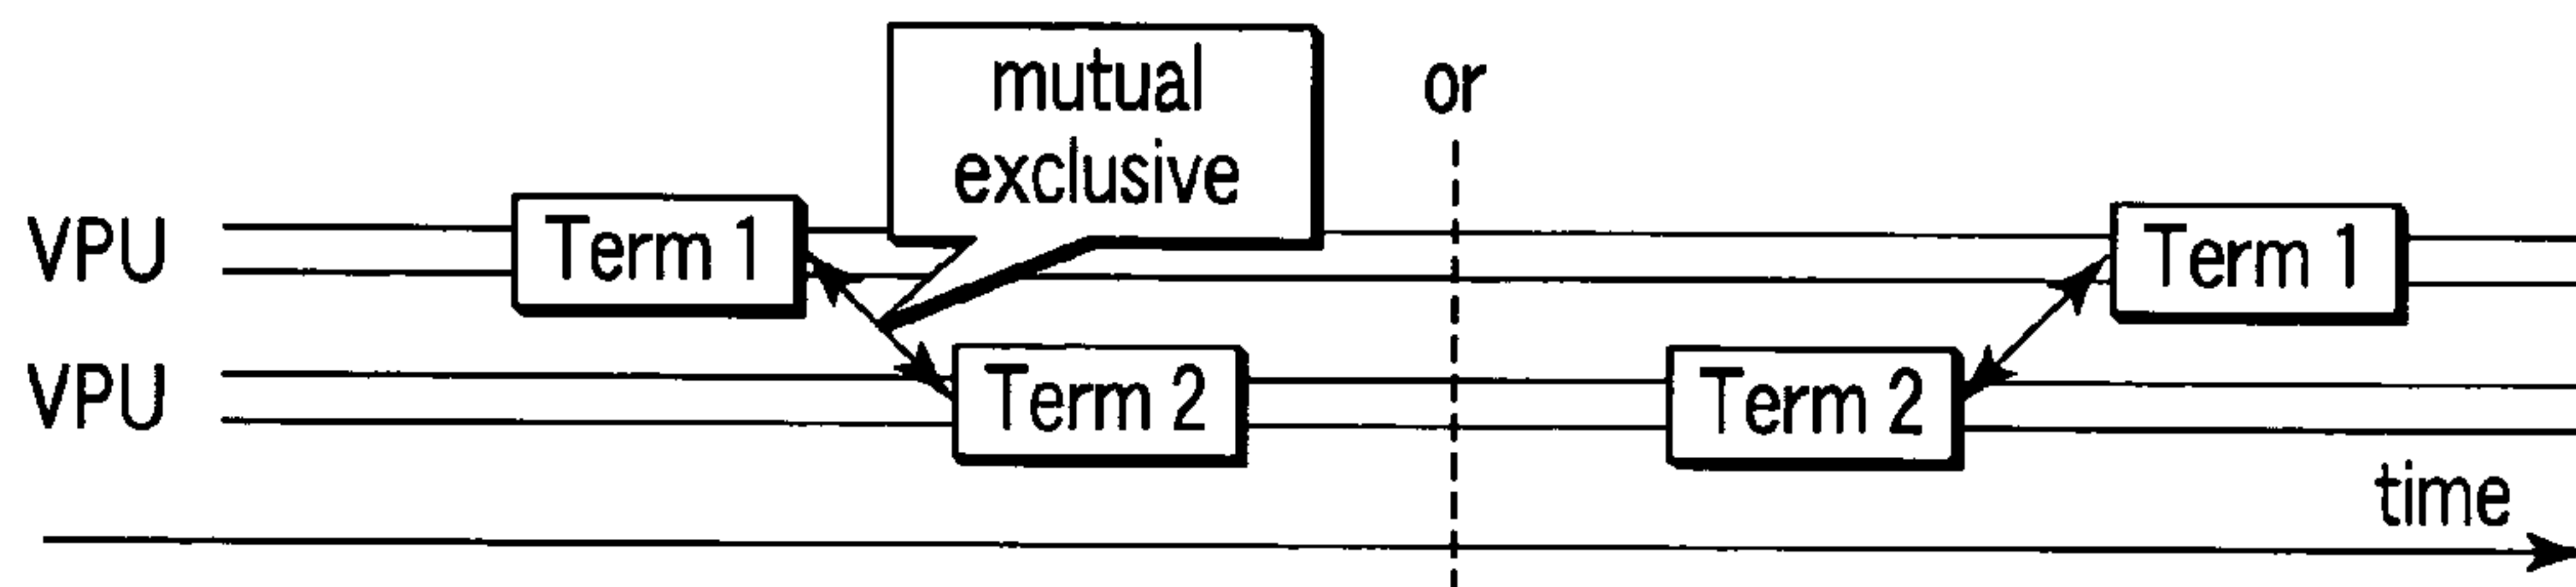 mutual
exclusive
or
VPU
Term 1
Term 1
VPU
Term 2
Term 2
time